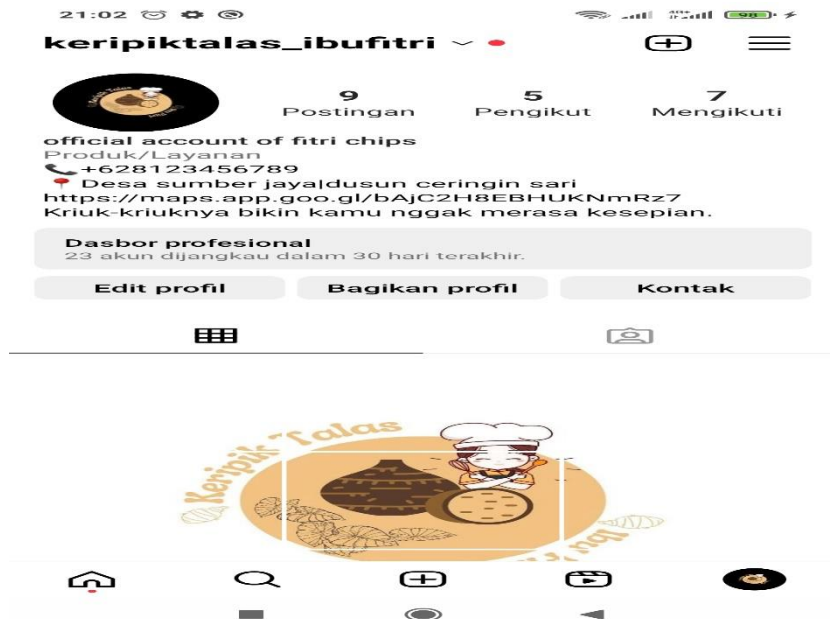 21:02
98
keripiktalas_ibufitri
9 5 7
Postingan Pengikut Mengikuti
official account of fitri chips
Produk/Layanan
+628123456789
Desa sumber jaya|dusun ceringin sari
https://maps.app.goo.gl/bAjC2H8EBHUKNmRz7
Kriuk-kriuknya bikin kamu nggak merasa kesepian.
Dasbor profesional
23 akun dijangkau dalam 30 hari terakhir.
Edit profil Bagikan profil Kontak
Keripik Talas
Ibu